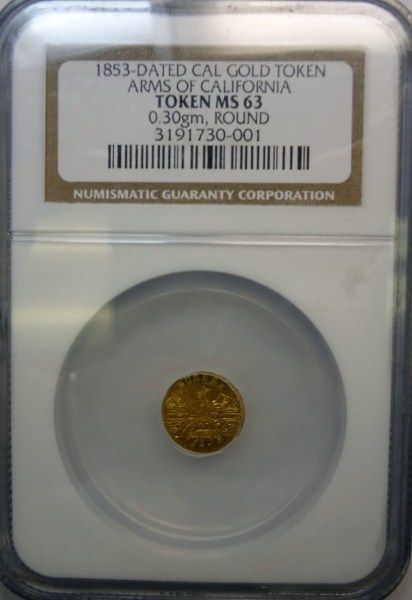 1853-DATED CAL GOLD TOKEN
ARMS OF CALIFORNIA
TOKEN MS 63
0.30gm, ROUND
3191730-001
NUMISMATIC GUARANTY CORPORATION